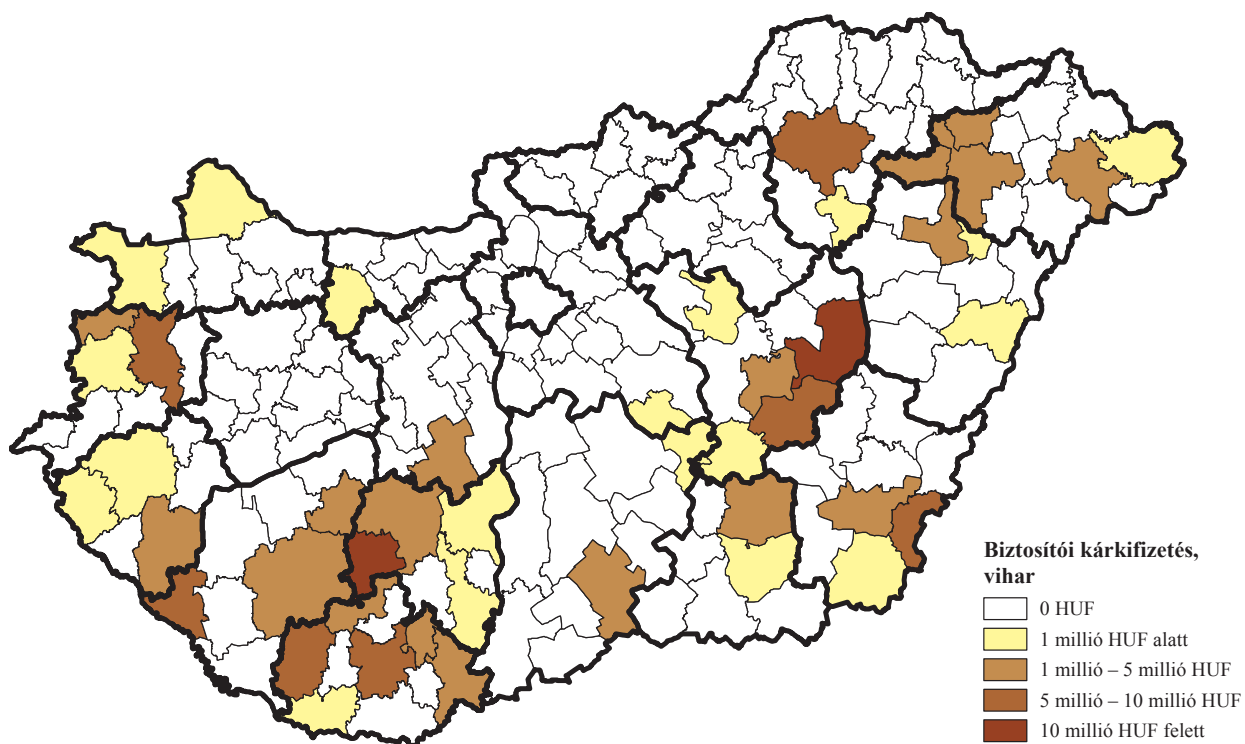 Biztosítói kárkifizetés,
vihar
0 HUF
1 millió HUF alatt
1 millió – 5 millió HUF
5 millió – 10 millió HUF
10 millió HUF felett